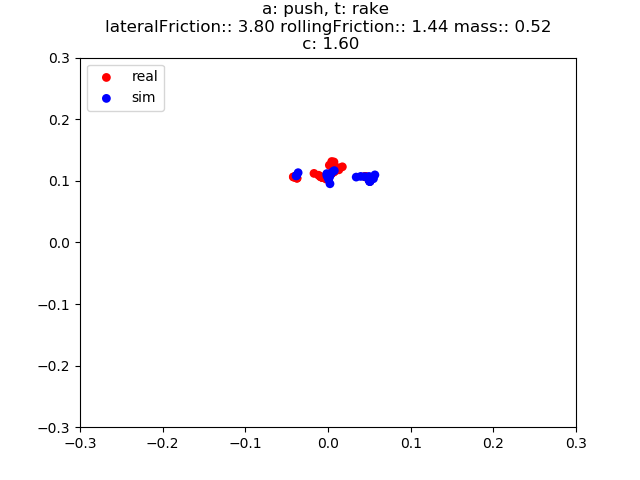 a: push, t: rake
lateralFriction:: 3.80 rollingFriction:: 1.44 mass:: 0.52
c: 1.60
real
sim
0.3
0.2
0.1
0.0
−0.1
−0.2
−0.3
−0.3
−0.2
−0.1
0.0
0.1
0.2
0.3